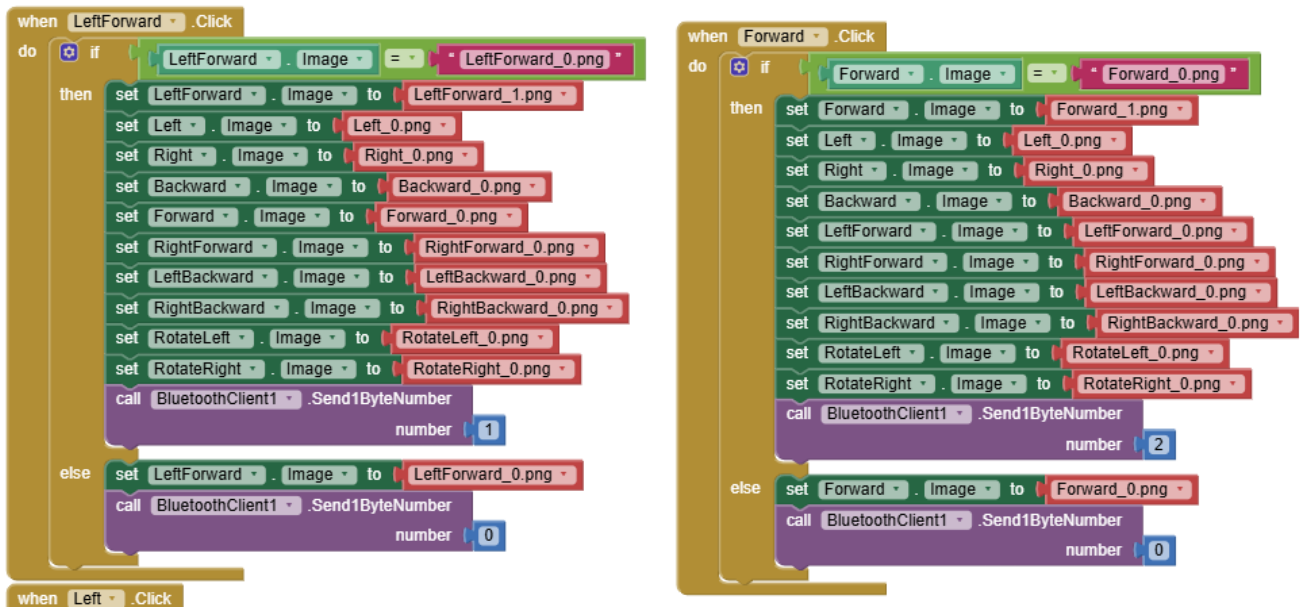 when LeftForward .Click
do if LeftForward . Image = " LeftForward_0.png "
then set LeftForward . Image to LeftForward_1.png
set Left . Image to Left_0.png
set Right . Image to Right_0.png
set Backward . Image to Backward_0.png
set Forward . Image to Forward_0.png
set RightForward . Image to RightForward_0.png
set LeftBackward . Image to LeftBackward_0.png
set RightBackward . Image to RightBackward_0.png
set RotateLeft . Image to RotateLeft_0.png
set RotateRight . Image to RotateRight_0.png
call BluetoothClient1 .Send1ByteNumber
number 1
else set LeftForward . Image to LeftForward_0.png
call BluetoothClient1 .Send1ByteNumber
number 0
when Left .Click
when Forward .Click
do if Forward . Image = " Forward_0.png "
then set Forward . Image to Forward_1.png
set Left . Image to Left_0.png
set Right . Image to Right_0.png
set Backward . Image to Backward_0.png
set LeftForward . Image to LeftForward_0.png
set RightForward . Image to RightForward_0.png
set LeftBackward . Image to LeftBackward_0.png
set RightBackward . Image to RightBackward_0.png
set RotateLeft . Image to RotateLeft_0.png
set RotateRight . Image to RotateRight_0.png
call BluetoothClient1 .Send1ByteNumber
number 2
else set Forward . Image to Forward_0.png
call BluetoothClient1 .Send1ByteNumber
number 0